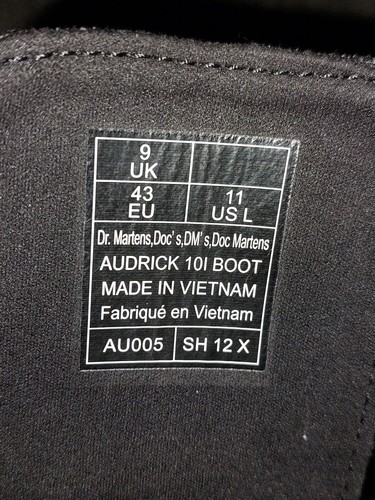 9
UK
43
EU
11
US L
Dr. Martens,Doc's,DM's,Doc Martens
AUDRICK 10I BOOT
MADE IN VIETNAM
Fabriqué en Vietnam
AU005
SH 12 X